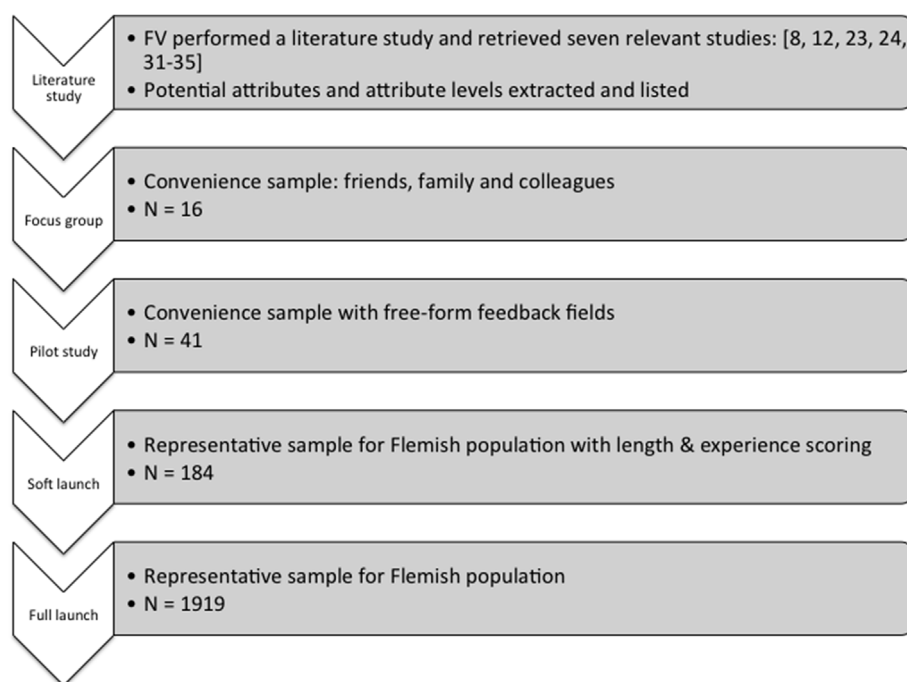 Literature
study
• FV performed a literature study and retrieved seven relevant studies: [8, 12, 23, 24,
31-35]
• Potential attributes and attribute levels extracted and listed
Focus group
• Convenience sample: friends, family and colleagues
• N = 16
Pilot study
• Convenience sample with free-form feedback fields
• N = 41
Soft launch
• Representative sample for Flemish population with length & experience scoring
• N = 184
Full launch
• Representative sample for Flemish population
• N = 1919